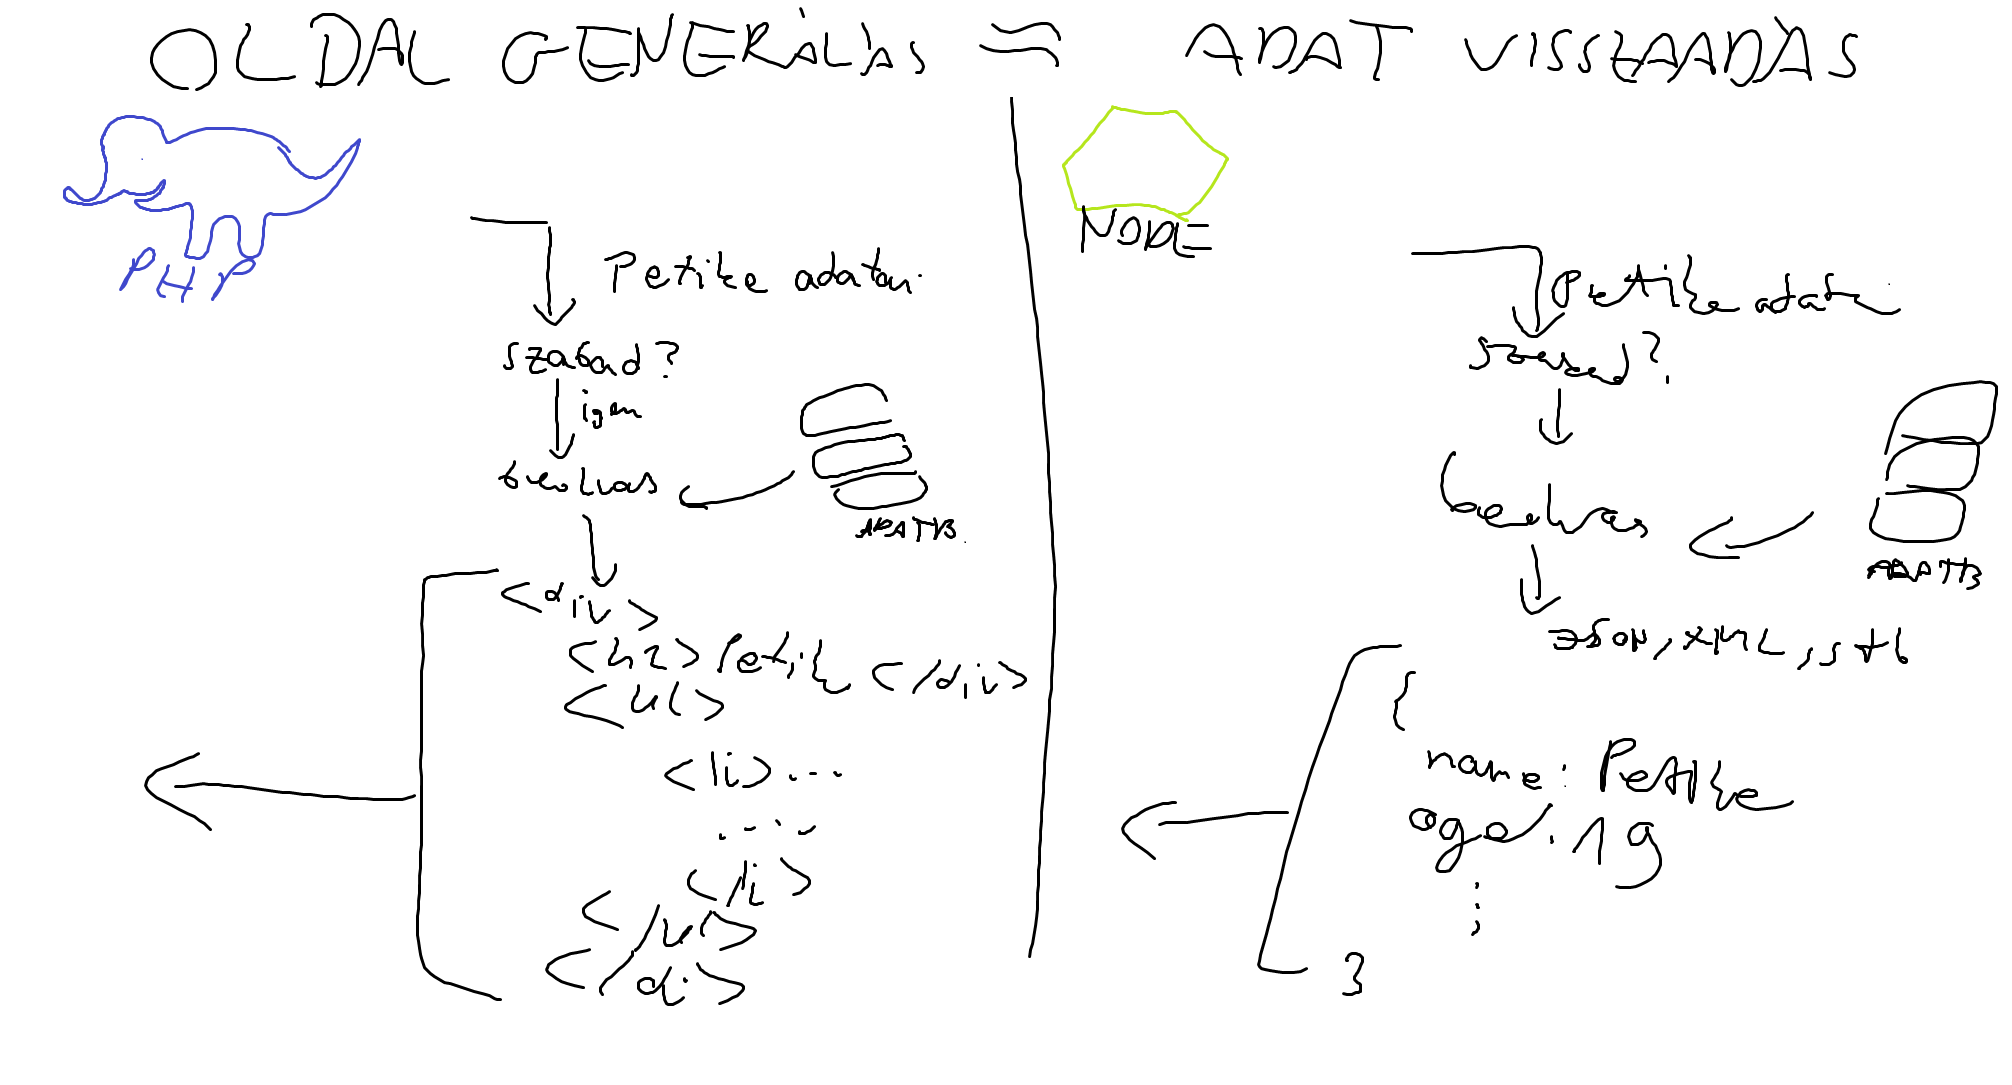 OLDAL GENERÁLÁS ≈ ADAT VISSZAADÁS
PHP
Petike adatai
szabad?
igen
beolvas
ADATB.
<div>
<h2>Petike </div>
<ul>
<li>...
....
</li>
</ul>
</di>
NODE
Petike adatai
szabad?
beolvas
ADATB
JSON, XML, stb
{
name: Petike
age: 19
}